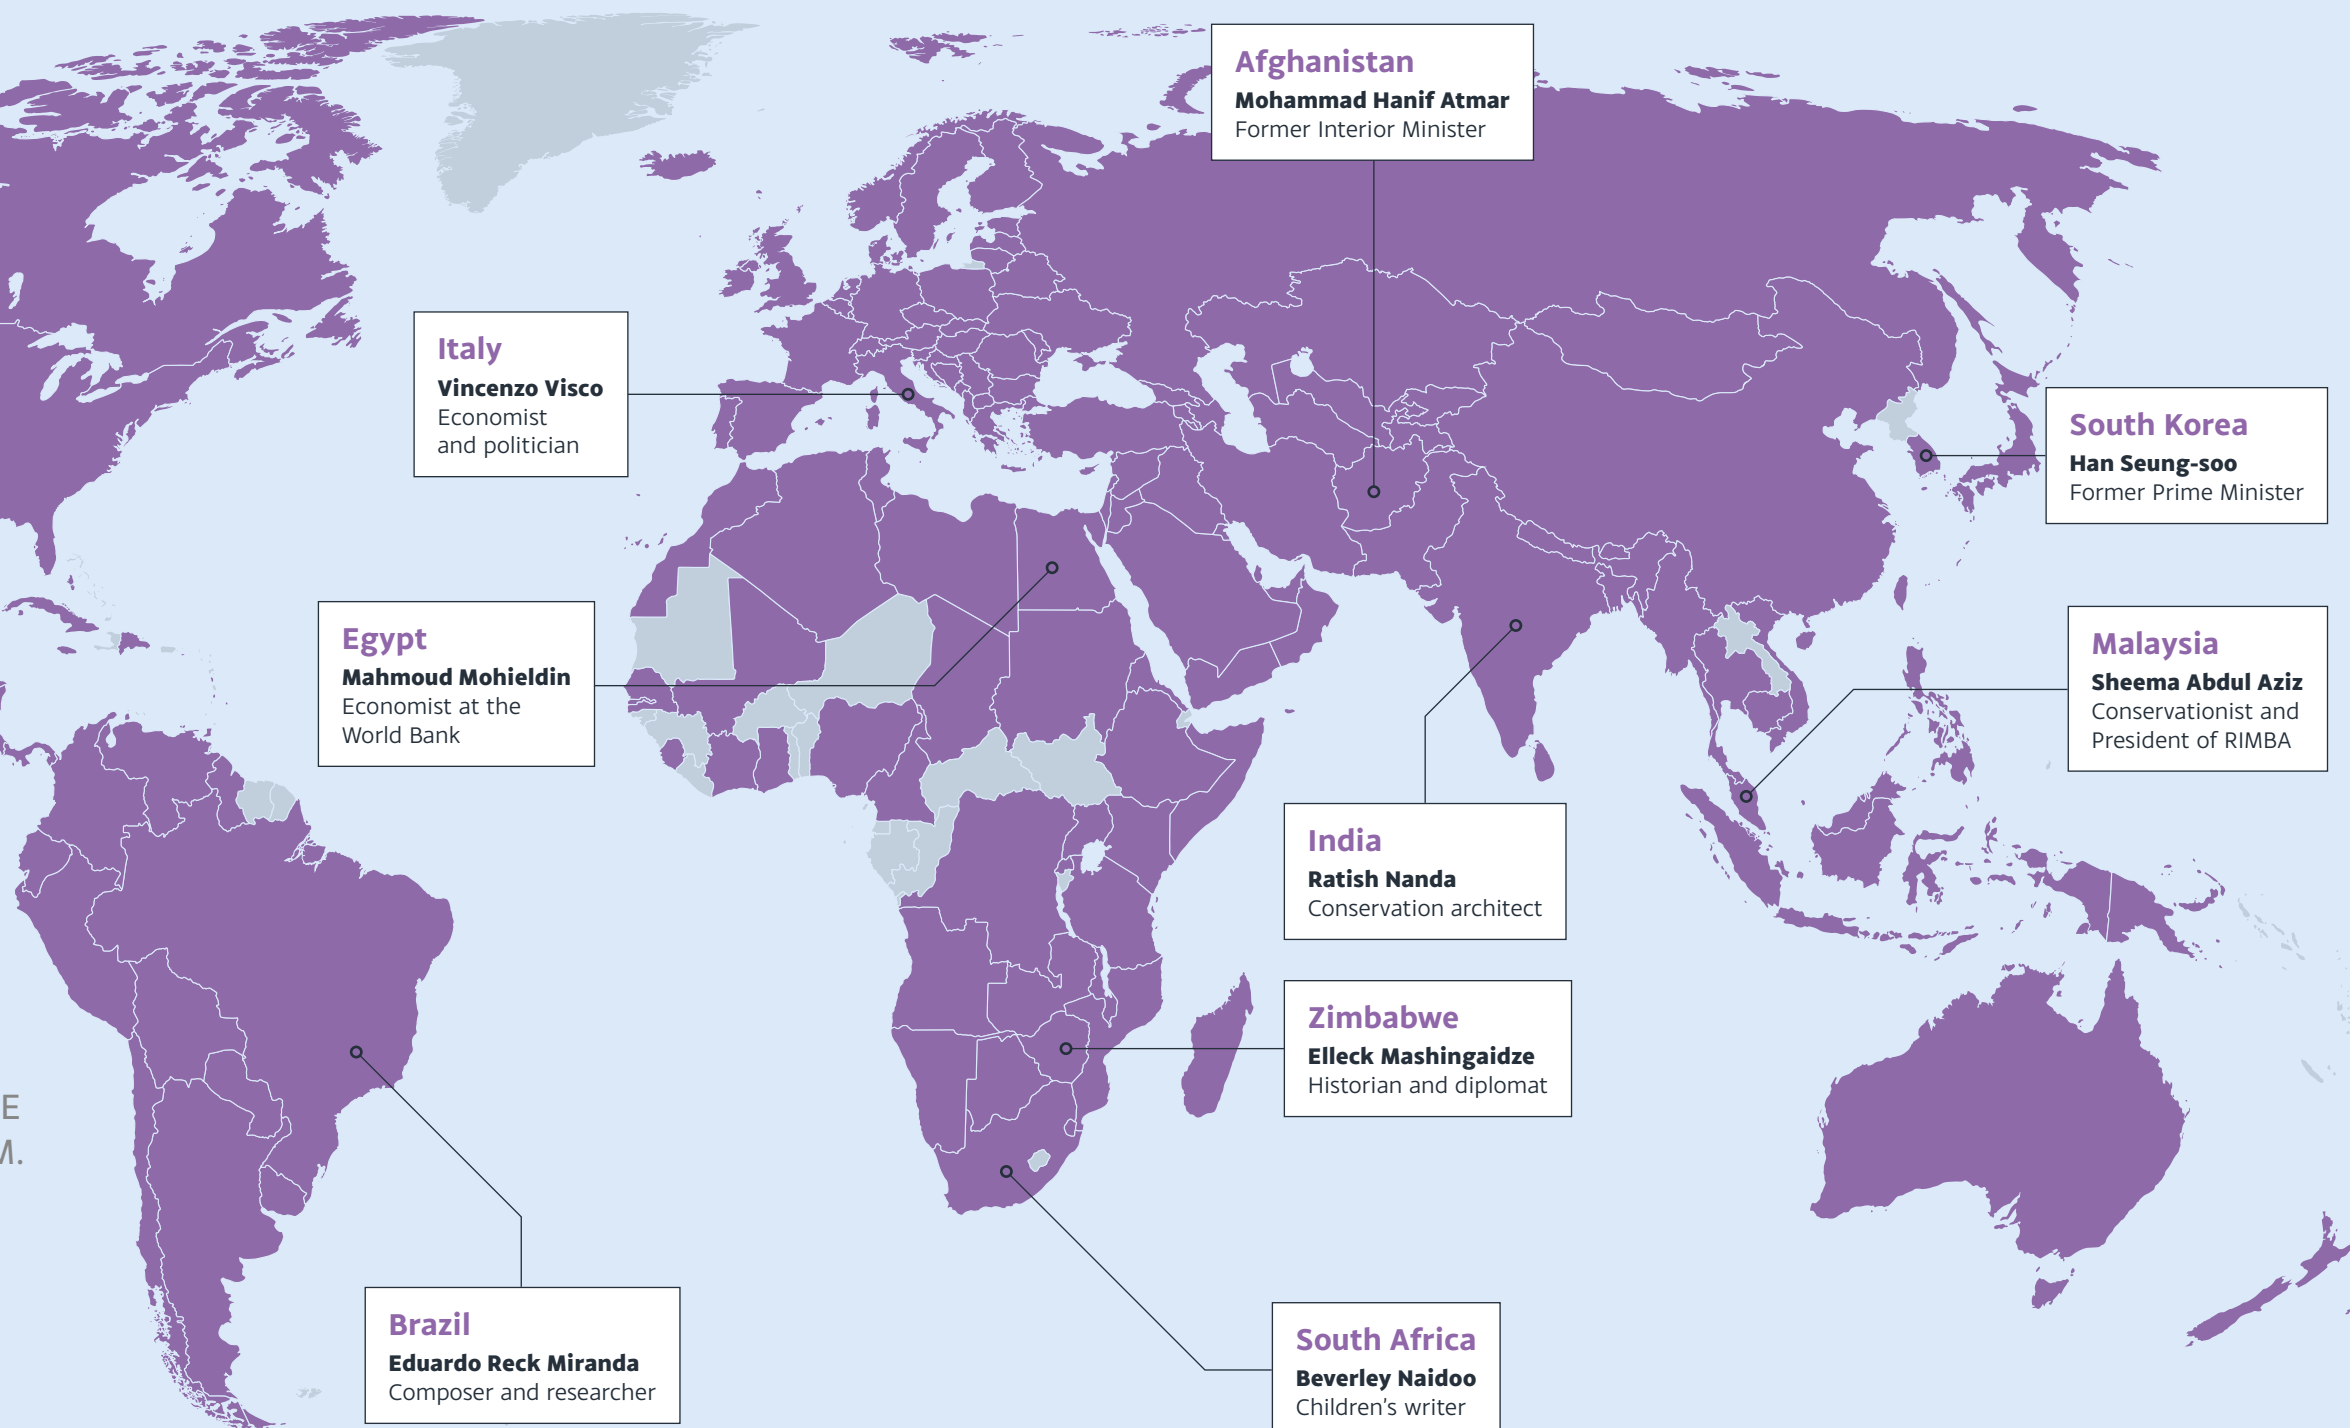 Afghanistan
Mohammad Hanif Atmar
Former Interior Minister
Italy
Vincenzo Visco
Economist
and politician
South Korea
Han Seung-soo
Former Prime Minister
Egypt
Mahmoud Mohieldin
Economist at the
World Bank
Malaysia
Sheema Abdul Aziz
Conservationist and
President of RIMBA
India
Ratish Nanda
Conservation architect
Zimbabwe
Elleck Mashingaidze
Historian and diplomat
E
M.
Brazil
Eduardo Reck Miranda
Composer and researcher
South Africa
Beverley Naidoo
Children's writer